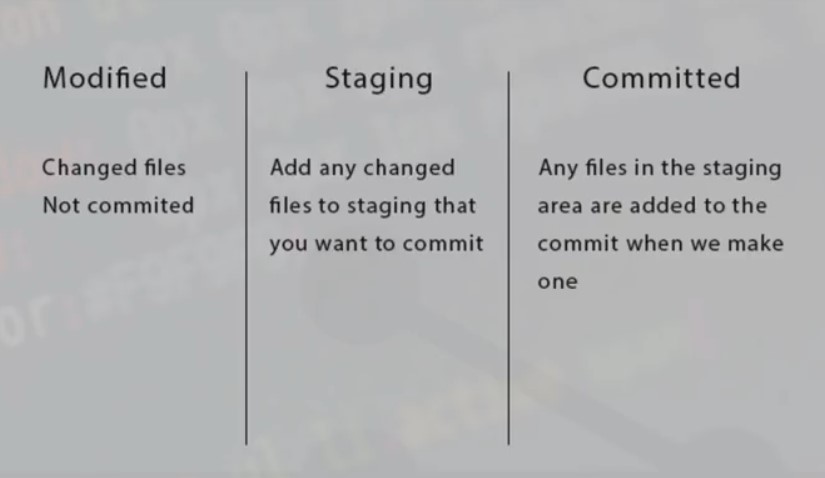 Modified
Changed files
Not commited
Staging
Add any changed
files to staging that
you want to commit
Committed
Any files in the staging
area are added to the
commit when we make
one